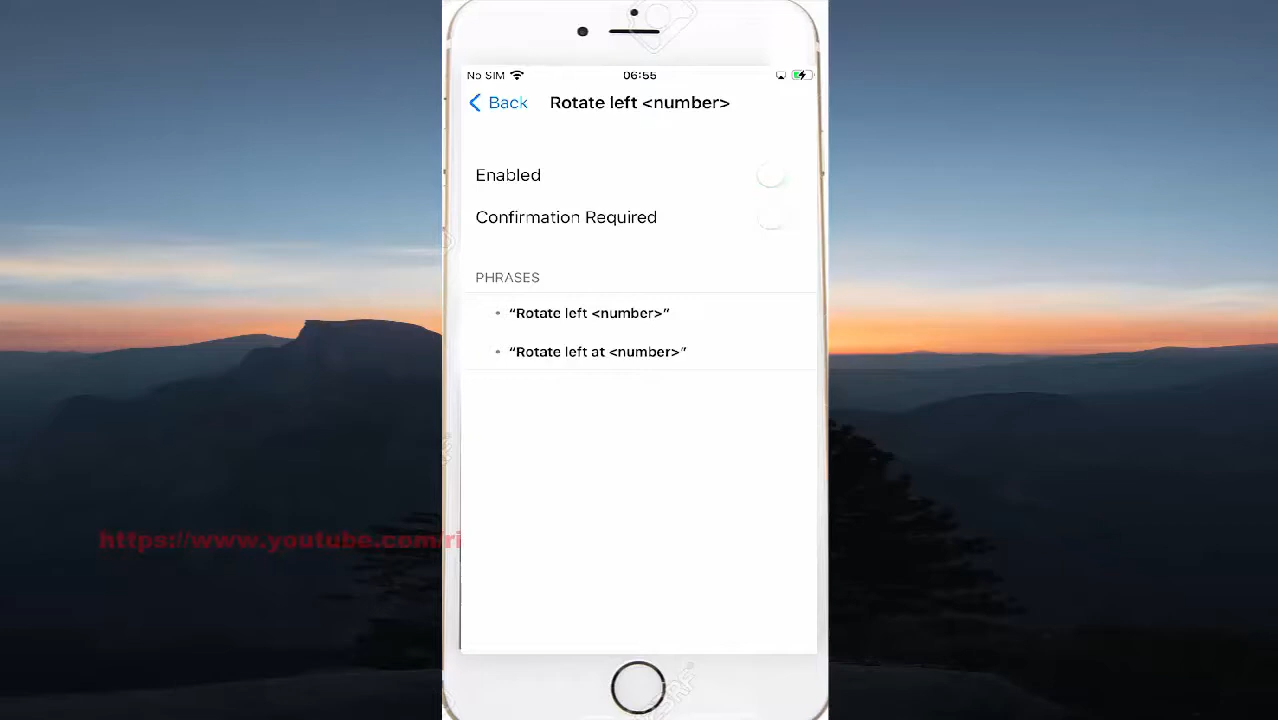 No SIM 06:55
Back Rotate left <number>
Enabled
Confirmation Required
PHRASES
• “Rotate left <number>”
• “Rotate left at <number>”
https://www.youtube.com/ri